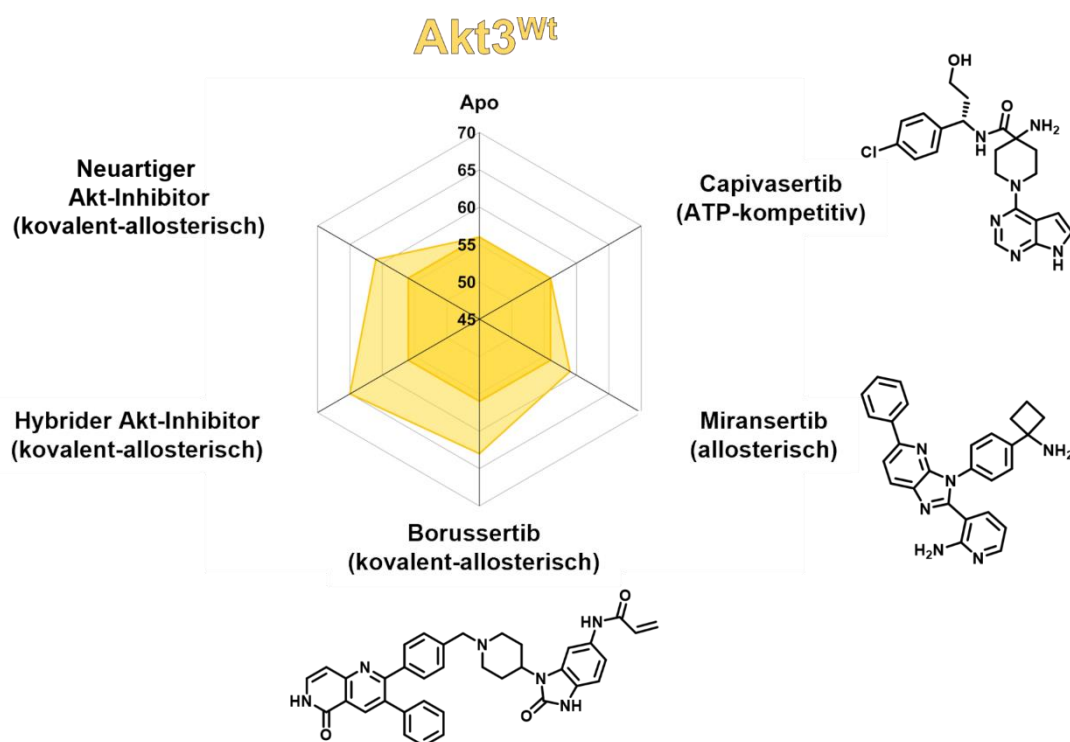 Akt3Wt
Apo
70
65
60
55
50
45
Neuartiger
Akt-Inhibitor
(kovalent-allosterisch)
Capivasertib
(ATP-kompetitiv)
OH
O
NH2
N
H
Cl
N
N
N
N
H
Hybrider Akt-Inhibitor
(kovalent-allosterisch)
Miransertib
(allosterisch)
N
N
NH2
N
H2N
N
Borussertib
(kovalent-allosterisch)
O
HN
N
N
N
HN
O
O
NH